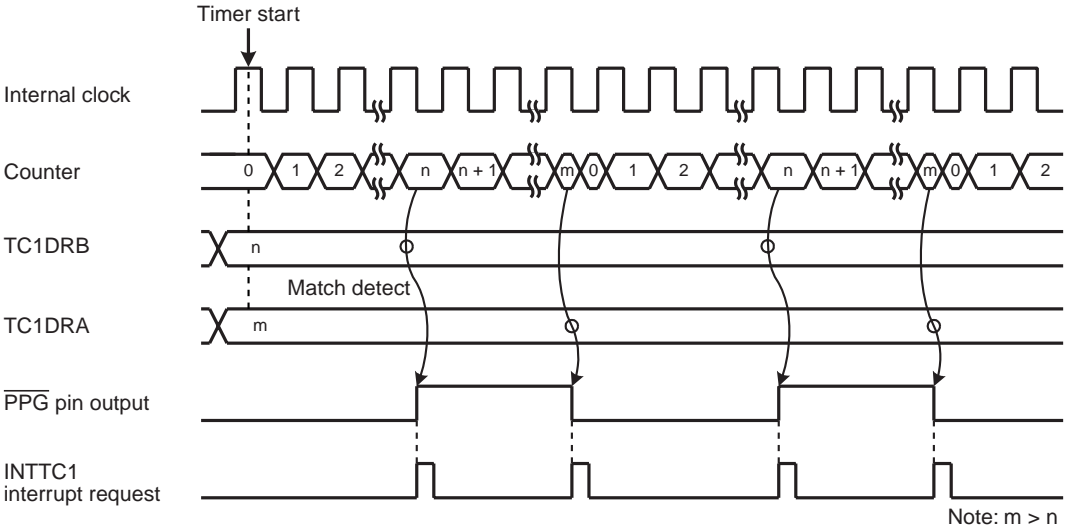 Timer start
Internal clock
Counter
0 1 2 n n + 1 m 0 1 2 n n + 1 m 0 1 2
TC1DRB
n
Match detect
TC1DRA
m
PPG pin output
INTTC1
interrupt request
Note: m > n